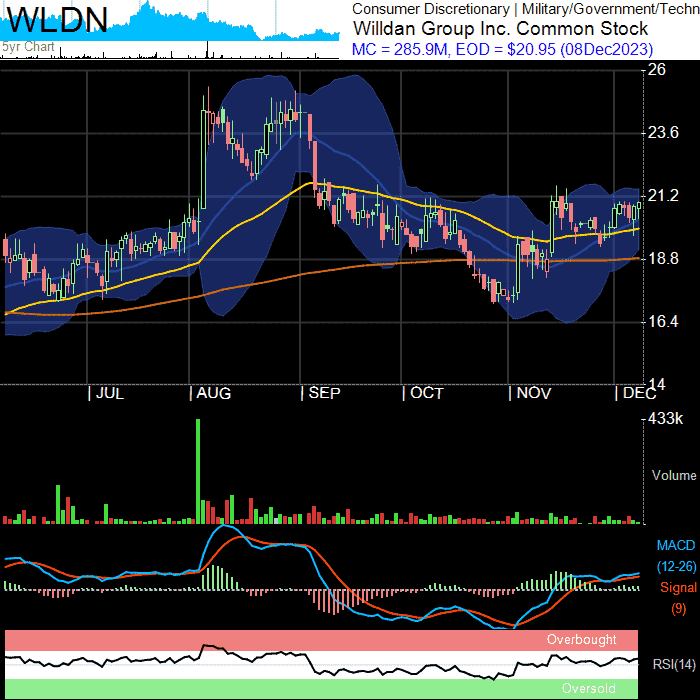 WLDN
5yr Chart
Consumer Discretionary | Military/Government/Techn
Willdan Group Inc. Common Stock
MC = 285.9M, EOD = $20.95 (08Dec2023)
26
23.6
21.2
18.8
16.4
14
| JUL | AUG | SEP | OCT | NOV | DEC
433k
Volume
MACD
(12-26)
Signal
(9)
Overbought
RSI(14)
Oversold